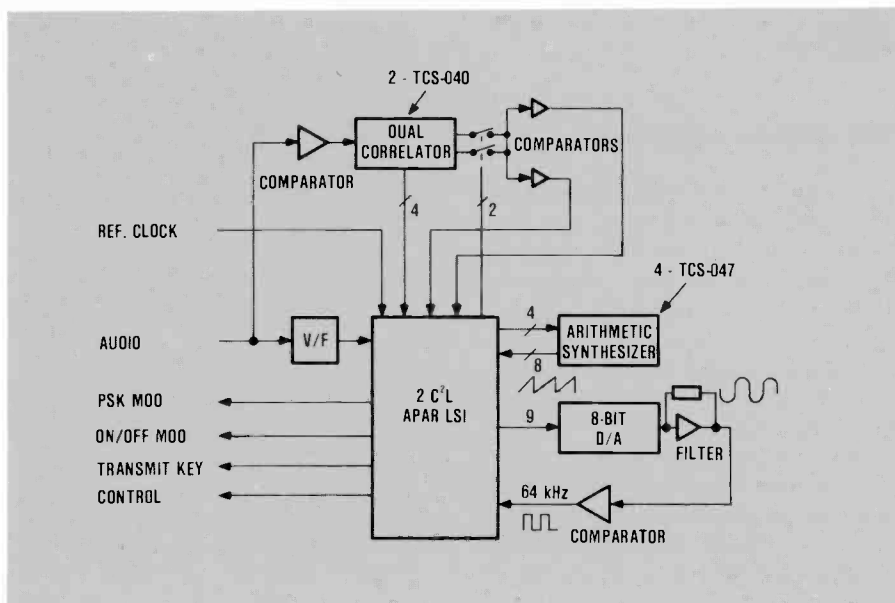 2 - TCS-040
DUAL
CORRELATOR
COMPARATOR
COMPARATORS
4
2
REF. CLOCK
4 - TCS-047
AUDIO
V/F
4
ARITHMETIC
SYNTHESIZER
8
2 C²L
APAR LSI
PSK MOD
ON/OFF MOD
TRANSMIT KEY
CONTROL
9
8-BIT
D/A
FILTER
64 kHz
COMPARATOR